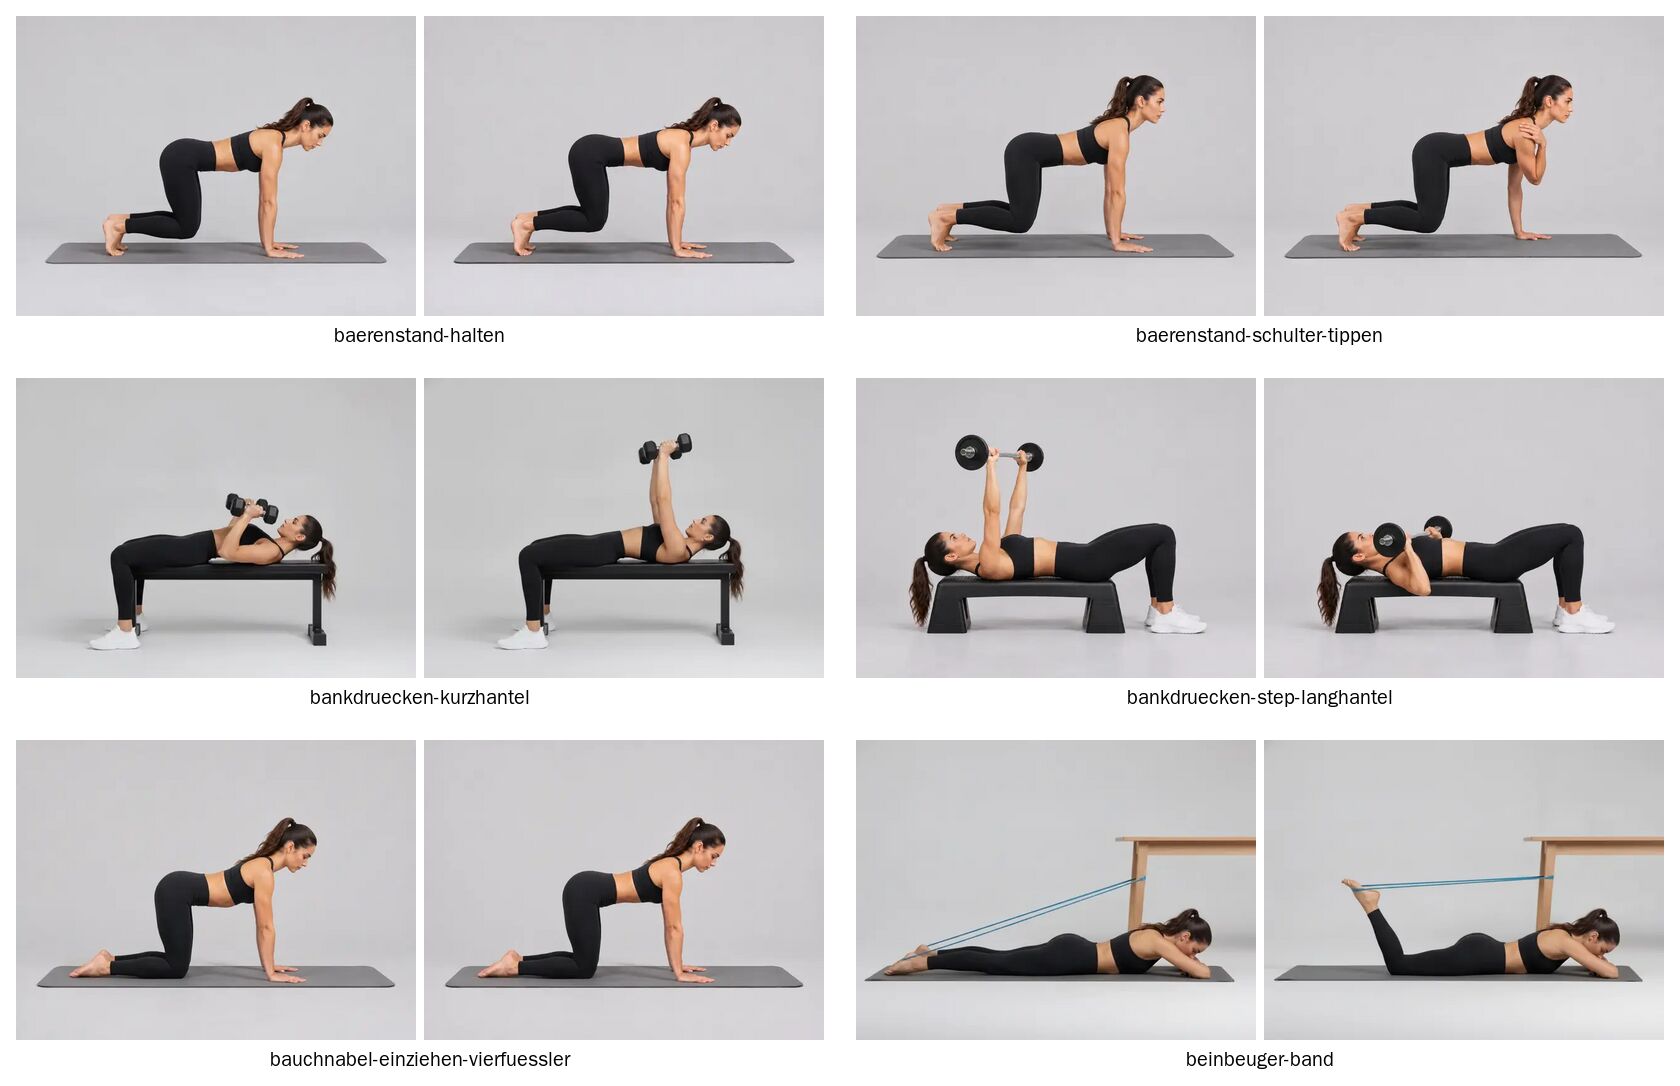 baerenstand-halten
baerenstand-schulter-tippen
bankdruecken-kurzhantel
bankdruecken-step-langhantel
bauchnabel-einziehen-vierfuessler
beinbeuger-band